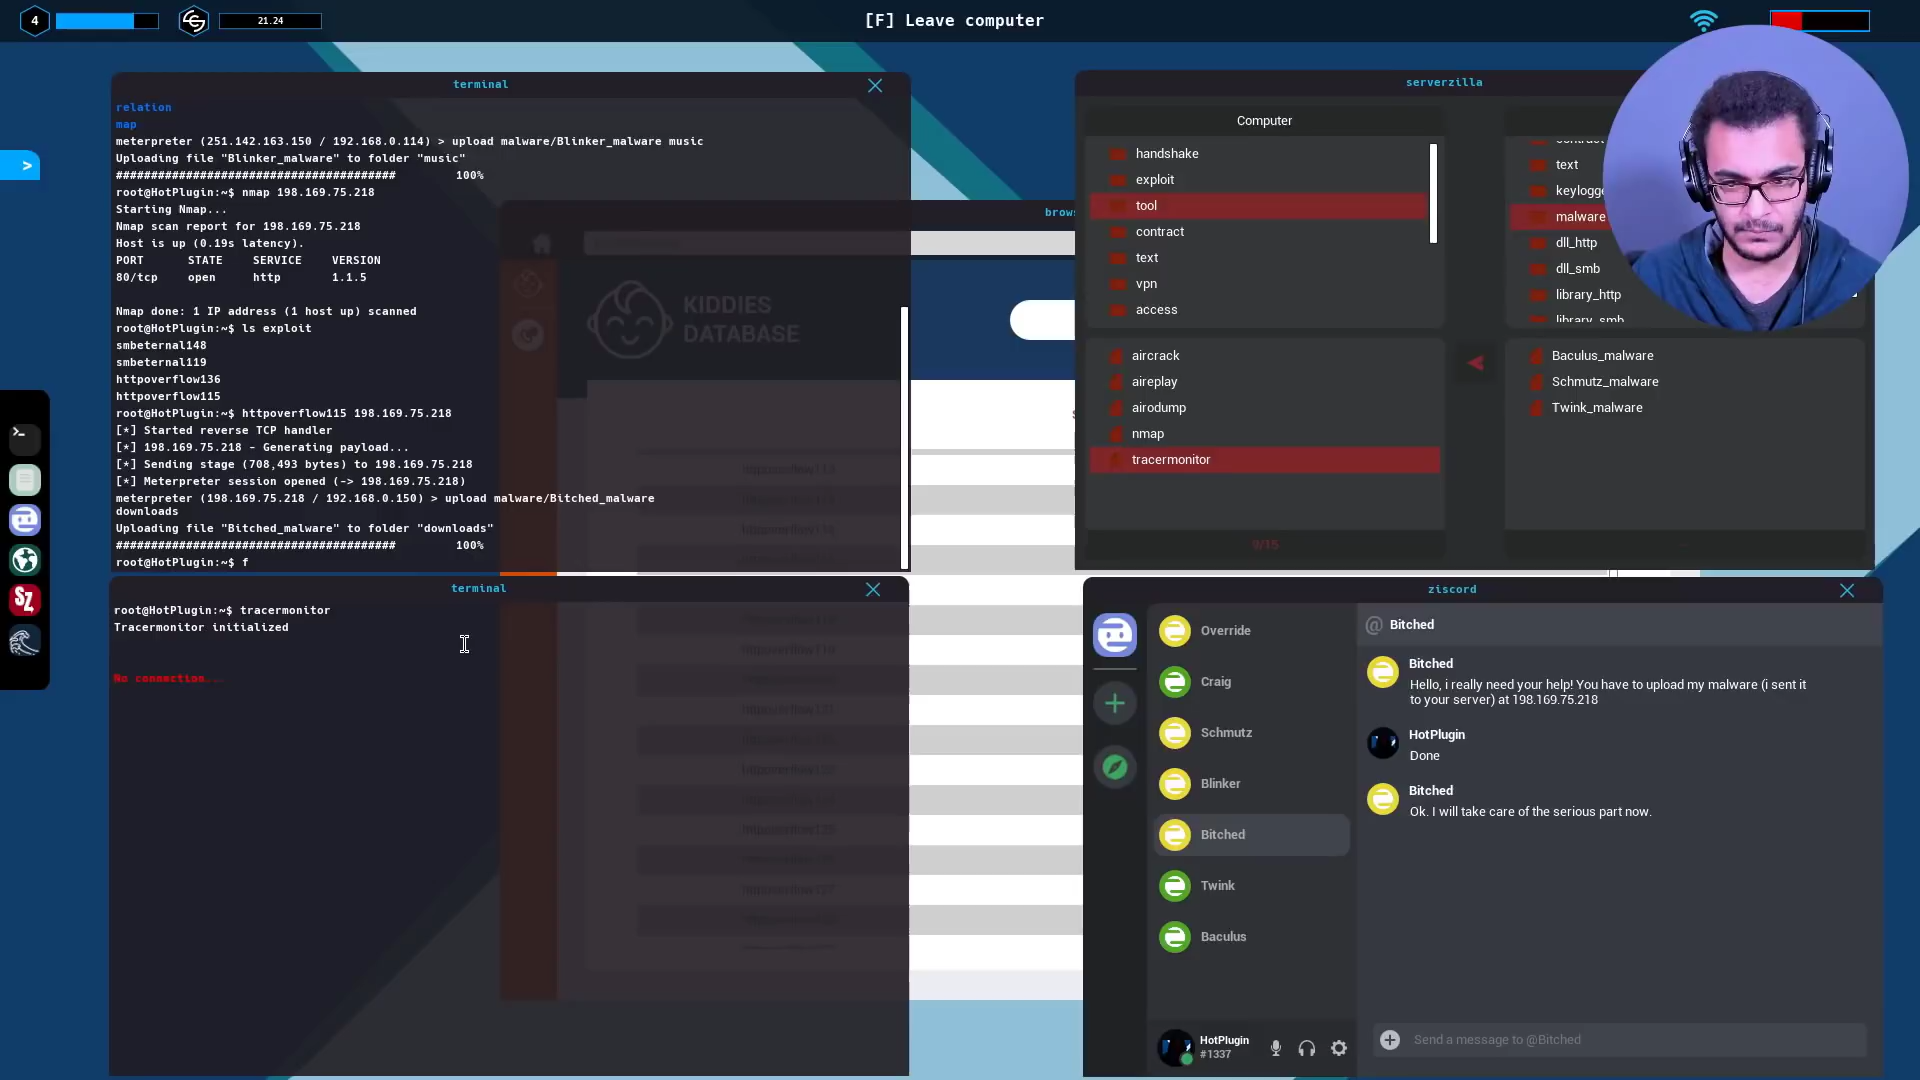 4
21.24
[F] Leave computer
terminal
relation
map
meterpreter (251.142.163.150 / 192.168.0.114) > upload malware/Blinker_malware music
Uploading file "Blinker_malware" to folder "music"
######################################## 100%
root@HotPlugin:~$ nmap 198.169.75.218
Starting Nmap...
Nmap scan report for 198.169.75.218
Host is up (0.19s latency).
PORT STATE SERVICE VERSION
80/tcp open http 1.1.5
Nmap done: 1 IP address (1 host up) scanned
root@HotPlugin:~$ ls exploit
smbeternal148
smbeternal119
httpoverflow136
httpoverflow115
root@HotPlugin:~$ httpoverflow115 198.169.75.218
[*] Started reverse TCP handler
[*] 198.169.75.218 - Generating payload...
[*] Sending stage (708,493 bytes) to 198.169.75.218
[*] Meterpreter session opened (-> 198.169.75.218)
meterpreter (198.169.75.218 / 192.168.0.150) > upload malware/Bitched_malware
downloads
Uploading file "Bitched_malware" to folder "downloads"
######################################## 100%
root@HotPlugin:~$ f
KIDDIES
DATABASE
serverzilla
Computer
handshake
exploit
tool
contract
text
vpn
access
aircrack
aireplay
airodump
nmap
tracermonitor
9/15
text
malware
dll_http
dll_smb
library_http
library_smb
Baculus_malware
Schmutz_malware
Twink_malware
terminal
root@HotPlugin:~$ tracermonitor
Tracermonitor initialized
No connection...
ziscord
Override
Craig
Schmutz
Blinker
Bitched
Twink
Baculus
HotPlugin
#1337
@ Bitched
Bitched
Hello, i really need your help! You have to upload my malware (i sent it
to your server) at 198.169.75.218
HotPlugin
Done
Bitched
Ok. I will take care of the serious part now.
Send a message to @Bitched